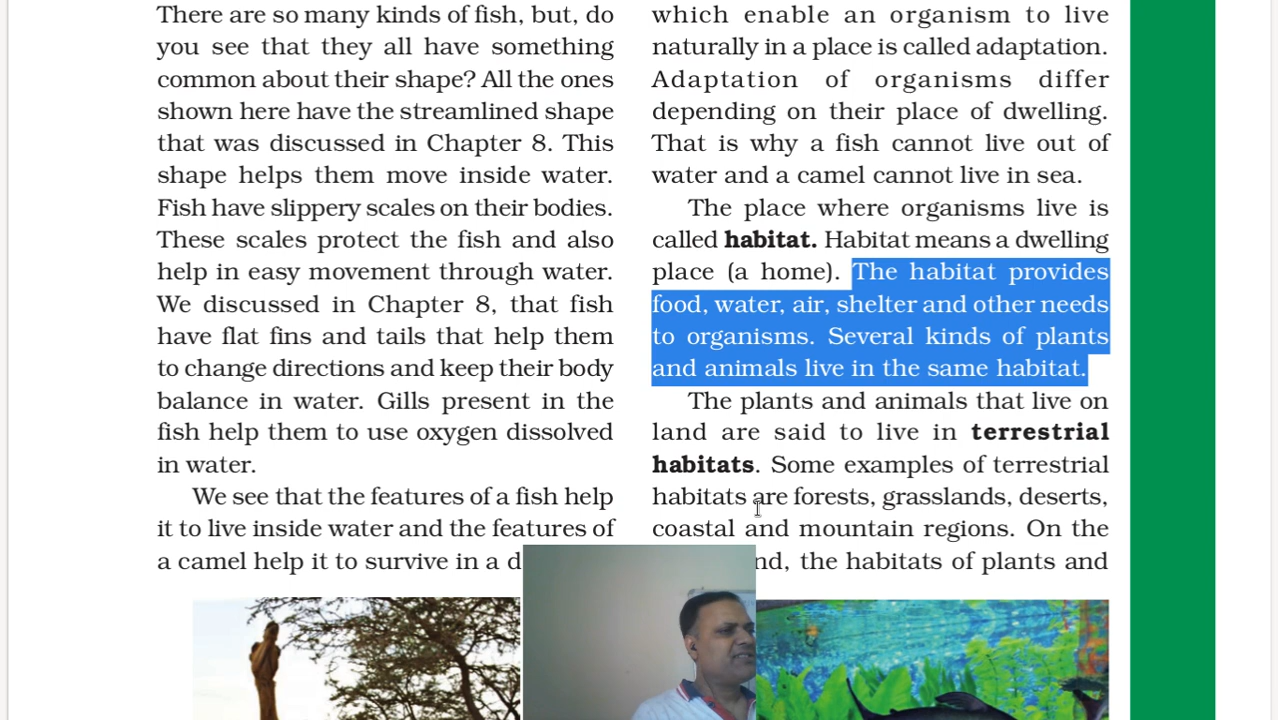 There are so many kinds of fish, but, do
you see that they all have something
common about their shape? All the ones
shown here have the streamlined shape
that was discussed in Chapter 8. This
shape helps them move inside water.
Fish have slippery scales on their bodies.
These scales protect the fish and also
help in easy movement through water.
We discussed in Chapter 8, that fish
have flat fins and tails that help them
to change directions and keep their body
balance in water. Gills present in the
fish help them to use oxygen dissolved
in water.
We see that the features of a fish help
it to live inside water and the features of
a camel help it to survive in a d
which enable an organism to live
naturally in a place is called adaptation.
Adaptation of organisms differ
depending on their place of dwelling.
That is why a fish cannot live out of
water and a camel cannot live in sea.
The place where organisms live is
called habitat. Habitat means a dwelling
place (a home). The habitat provides
food, water, air, shelter and other needs
to organisms. Several kinds of plants
and animals live in the same habitat.
The plants and animals that live on
land are said to live in terrestrial
habitats. Some examples of terrestrial
habitats are forests, grasslands, deserts,
coastal and mountain regions. On the
nd, the habitats of plants and